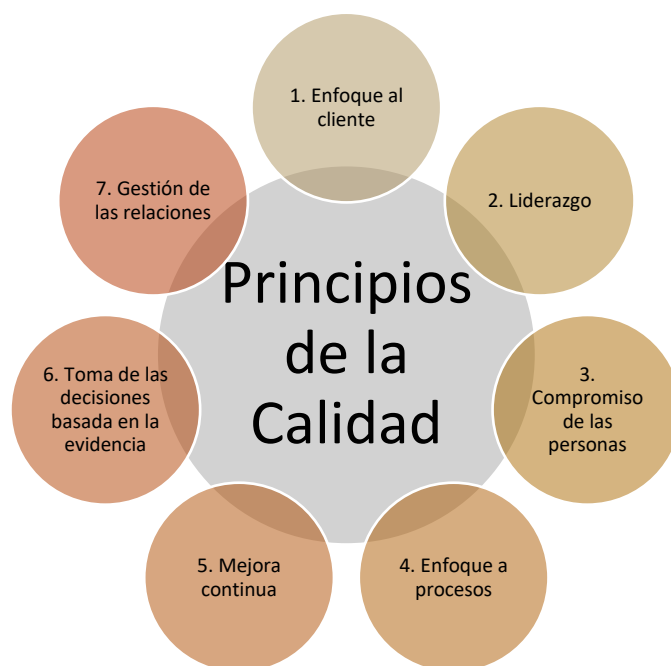 1. Enfoque al
cliente
2. Liderazgo
3.
Compromiso
de las
personas
4. Enfoque a
procesos
5. Mejora
continua
6. Toma de las
decisiones
basada en la
evidencia
7. Gestión de
las relaciones
Principios
de la
Calidad